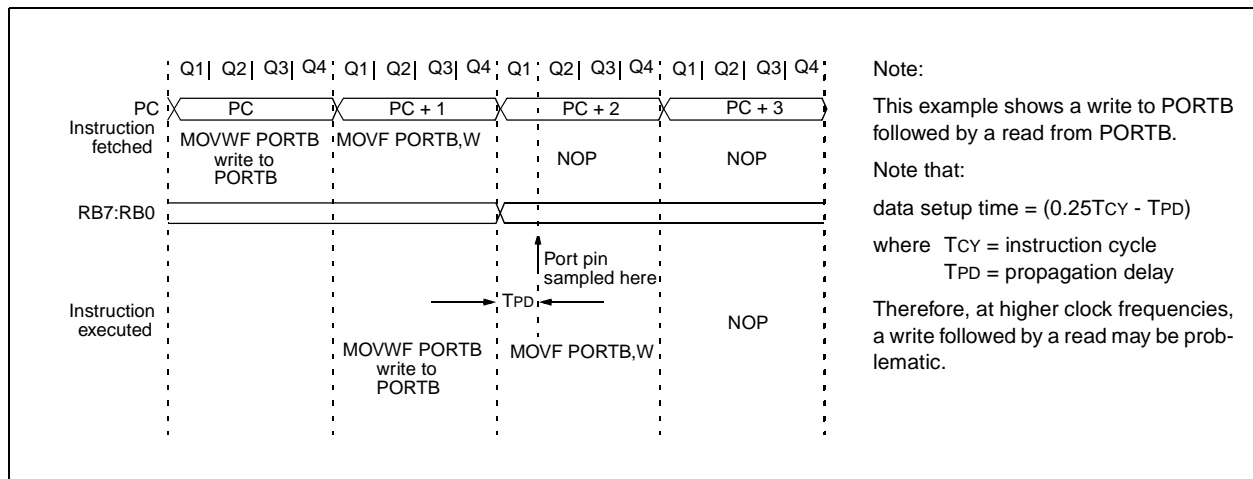 Q1| Q2| Q3| Q4 Q1| Q2| Q3| Q4 Q1| Q2| Q3| Q4 Q1| Q2| Q3| Q4
PC PC PC + 1 PC + 2 PC + 3
Instruction
fetched
MOVWF PORTB
write to
PORTB
MOVF PORTB,W
NOP
NOP
RB7:RB0
Port pin
sampled here
TPD
Instruction
executed
MOVWF PORTB
write to
PORTB
MOVF PORTB,W
NOP
Note:
This example shows a write to PORTB
followed by a read from PORTB.
Note that:
data setup time = (0.25TCY - TPD)
where TCY = instruction cycle
TPD = propagation delay
Therefore, at higher clock frequencies,
a write followed by a read may be prob-
lematic.